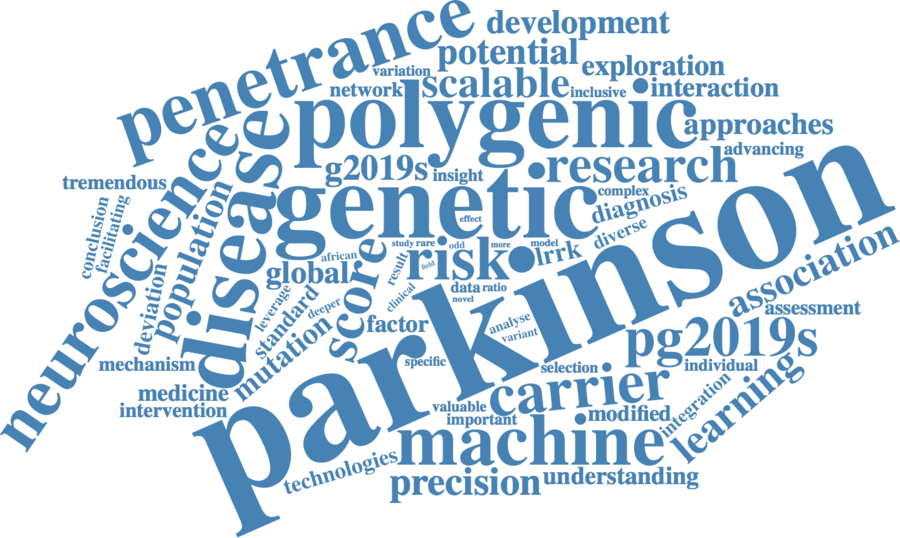 development
penetrance
potential
variation
exploration
network
scalable
inclusive
interaction
polygenic
approaches
advancing
g2019s
insight
research
tremendous
neuroscience
disease
genetic
complex
diagnosis
effect
conclusion
facilitating
population
african
study
rare
odd
more
model
diverse
parkinson
risk
lrrk
global
score
result
field
clinical
data
ratio
novel
association
deviation
leverage
standard
deeper
factor
analyse
variant
assessment
pg2019s
mechanism
mutation
specific
selection
individual
medicine
intervention
carrier
valuable
important
modified
integration
learning
machine
technologies
precision
understanding